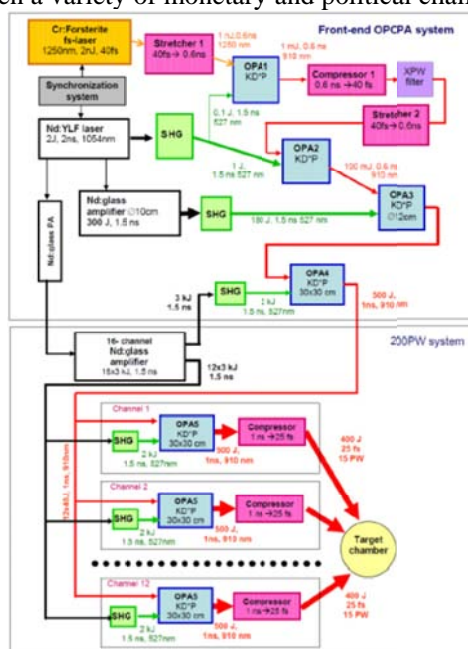 Front-end OPCPA system
Cr:Forsterite
fs-laser
1250nm, 2nJ, 40fs
Stretcher 1
40fs → 0.6ns
1 nJ,0.6ns
1250 nm
OPA1
KD*P
1 mJ, 0.6 ns
910 nm
Compressor 1
0.6 ns → 40 fs
XPW
filter
Synchronization
system
0.1 J, 1.5 ns
527 nm
Stretcher 2
40fs → 0.6ns
Nd:YLF laser
2J, 2ns, 1054nm
SHG
1 J,
1.5 ns 527 nm
OPA2
KD*P
100 mJ, 0.6 ns
910 nm
Nd:glass PA
Nd:glass
amplifier ∅10cm
300 J, 1.5 ns
SHG
180 J, 1.5 ns 527 nm
OPA3
KD*P
∅12cm
3 kJ
1.5 ns
SHG
1.5 ns, 527nm
OPA4
KD*P
30x30 cm
500 J,
1ns, 910 nm
200PW system
16- channel
Nd:glass
amplifier
16x3 kJ, 1.5 ns
12x3 kJ
1.5 ns
Channel 1
SHG
2 kJ
1.5 ns, 527nm
OPA5
KD*P
30x30 cm
500 J,
1ns, 910 nm
Compressor
1 ns → 25 fs
400 J
25 fs
15 PW
Channel 2
SHG
2 kJ
1.5 ns, 527nm
OPA5
KD*P
30x30 cm
500 J,
1ns, 910 nm
Compressor
1 ns → 25 fs
Target
chamber
Channel 12
SHG
2 kJ
1.5 ns, 527nm
OPA5
KD*P
30x30 cm
500 J,
1ns, 910 nm
Compressor
1 ns → 25 fs
400 J
25 fs
15 PW